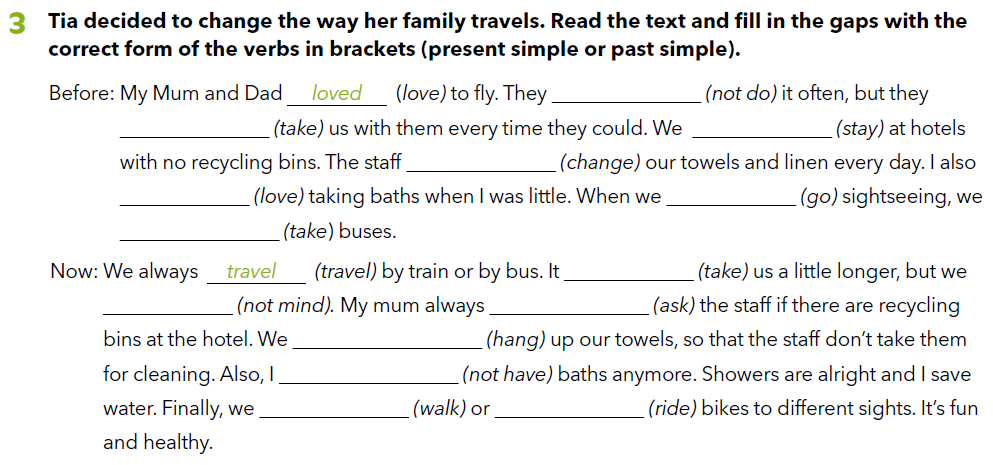 3 Tia decided to change the way her family travels. Read the text and fill in the gaps with the
correct form of the verbs in brackets (present simple or past simple).
Before: My Mum and Dad loved (love) to fly. They ______________ (not do) it often, but they
______________ (take) us with them every time they could. We ______________ (stay) at hotels
with no recycling bins. The staff ______________ (change) our towels and linen every day. I also
______________ (love) taking baths when I was little. When we ______________ (go) sightseeing, we
______________ (take) buses.
Now: We always travel (travel) by train or by bus. It ______________ (take) us a little longer, but we
______________ (not mind). My mum always ______________ (ask) the staff if there are recycling
bins at the hotel. We ______________ (hang) up our towels, so that the staff don't take them
for cleaning. Also, I ______________ (not have) baths anymore. Showers are alright and I save
water. Finally, we ______________ (walk) or ______________ (ride) bikes to different sights. It's fun
and healthy.